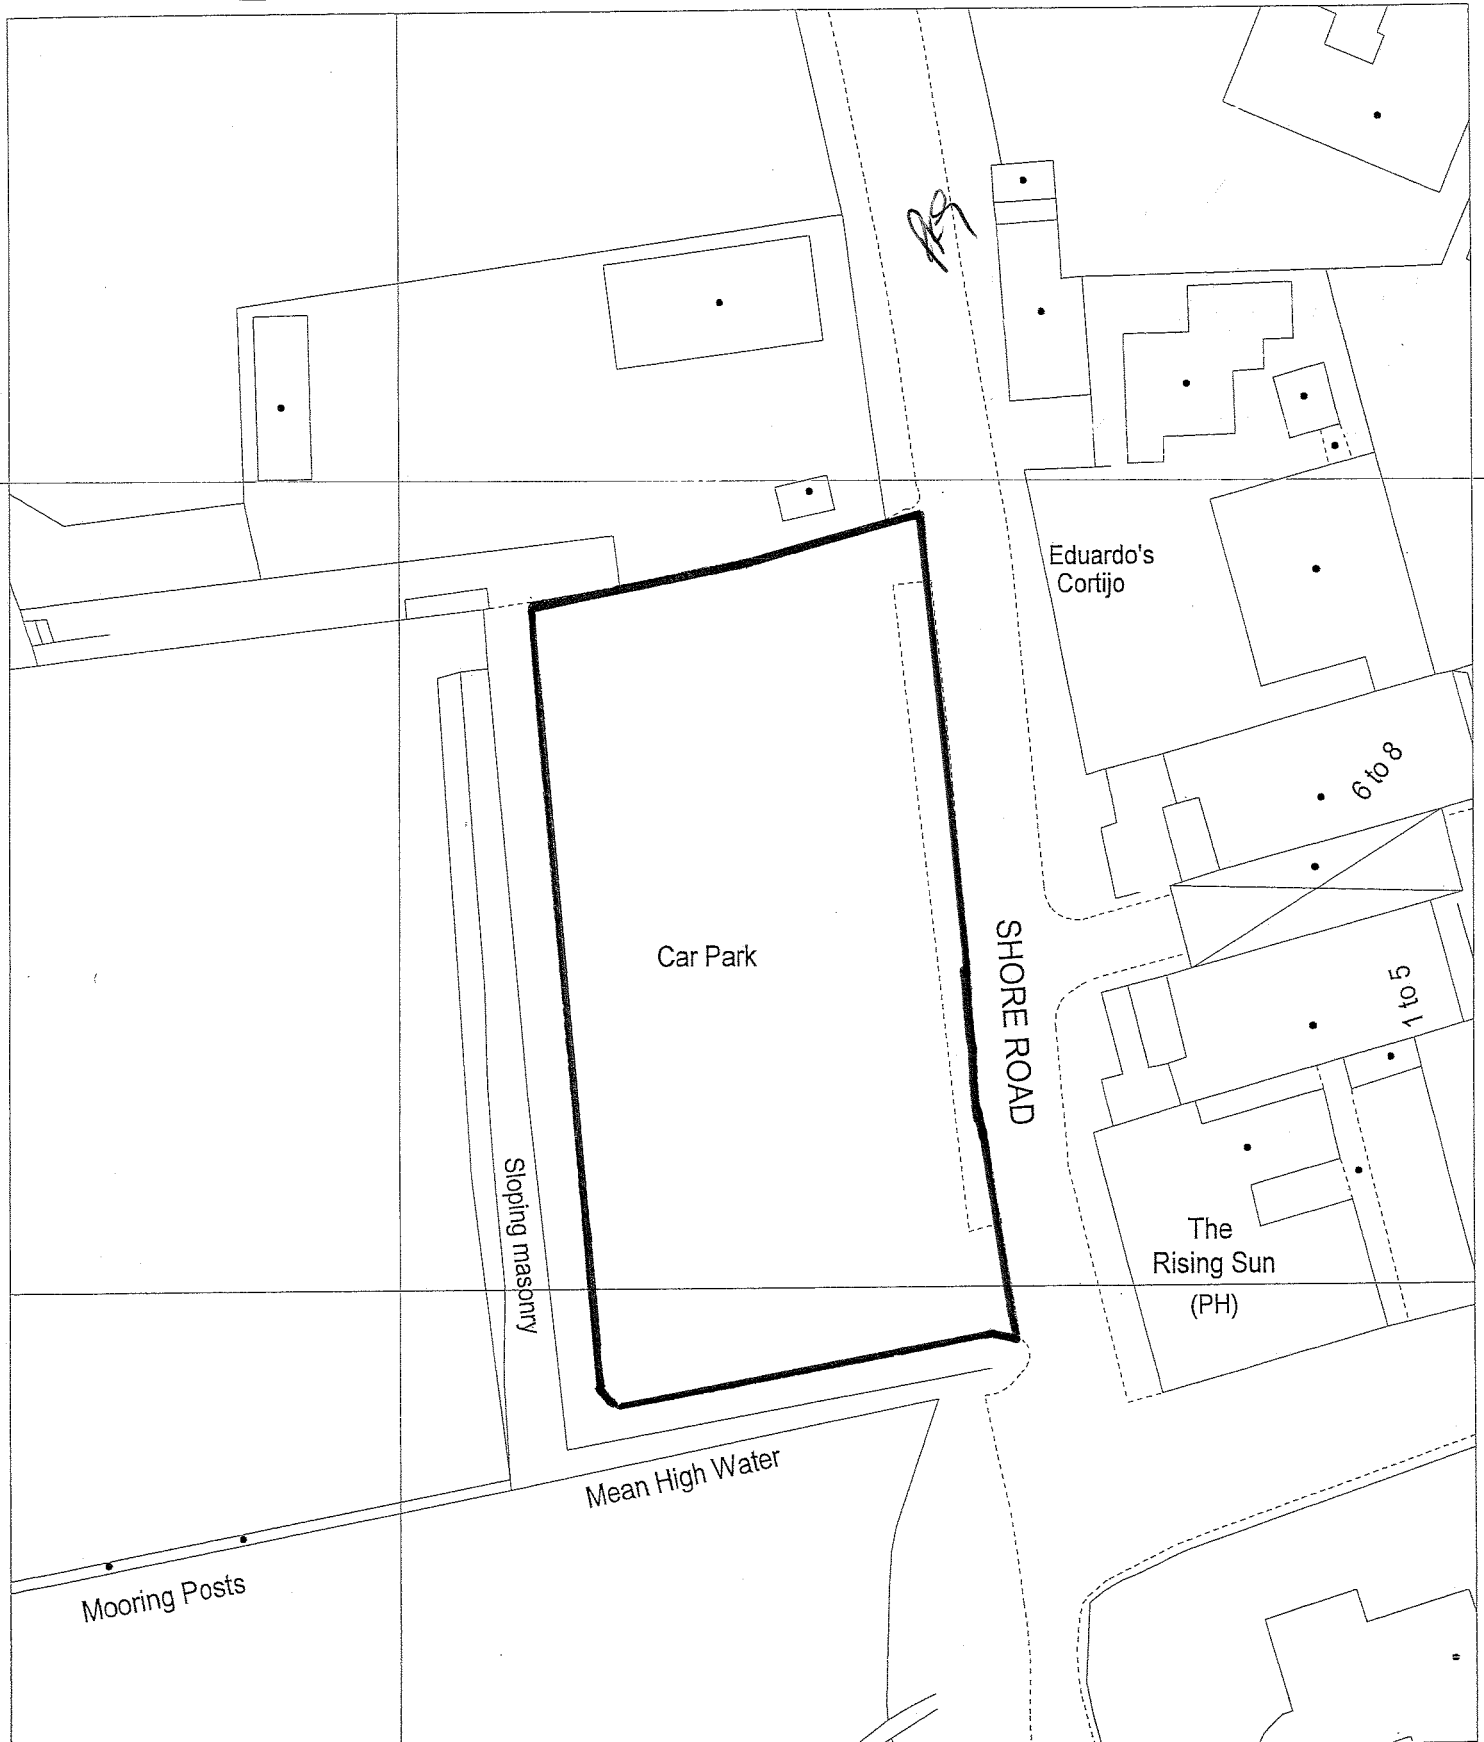 Eduardo's
Cortijo
6 to 8
Car Park
SHORE ROAD
1 to 5
Sloping masonry
The
Rising Sun
(PH)
Mean High Water
Mooring Posts